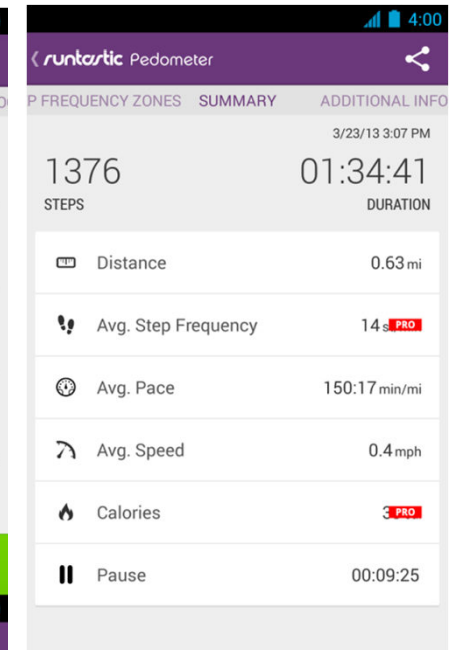 4:00
runtastic Pedometer
P FREQUENCY ZONES SUMMARY ADDITIONAL INFO
3/23/13 3:07 PM
1376 01:34:41
STEPS DURATION
Distance 0.63 mi
Avg. Step Frequency 14 s PRO
Avg. Pace 150:17 min/mi
Avg. Speed 0.4 mph
Calories 3 PRO
Pause 00:09:25